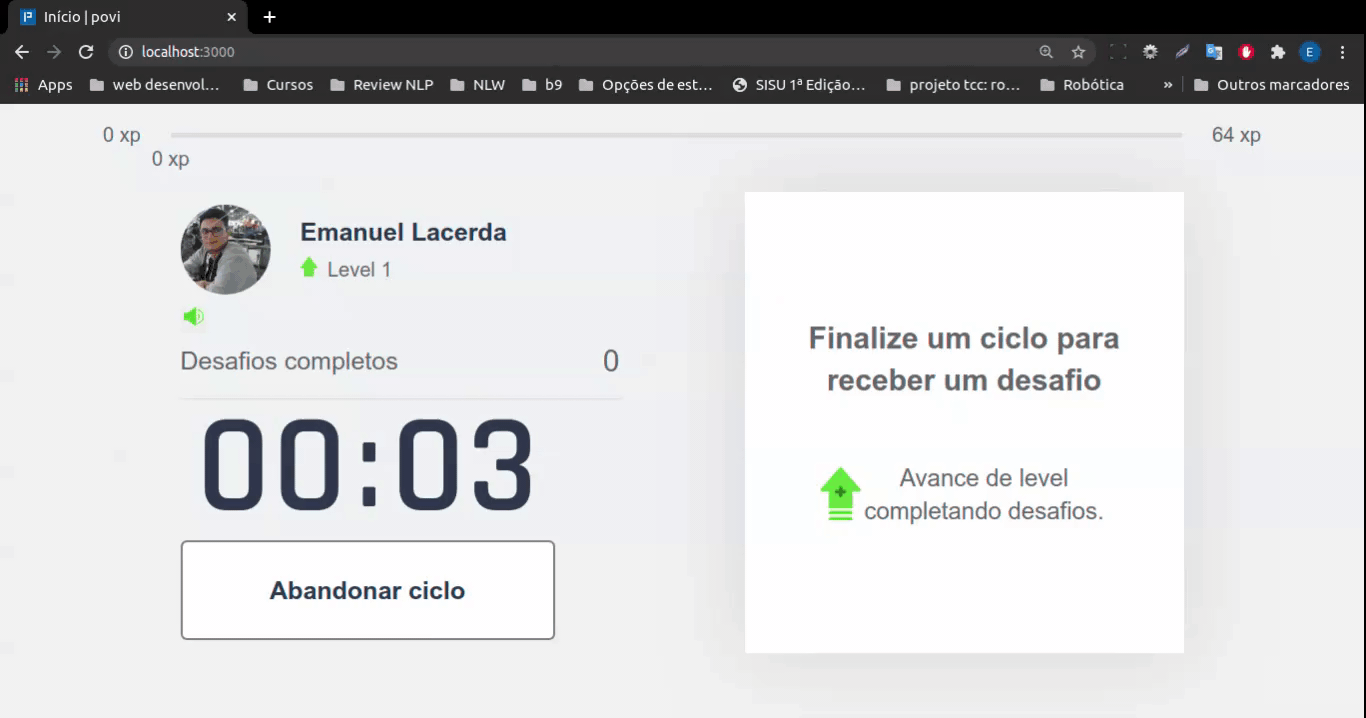 Início | povi
localhost:3000
E
Apps
web desenvol...
Cursos
Review NLP
NLW
b9
Opções de est...
SISU 1ª Edição...
projeto tcc: ro...
Robótica
»
Outros marcadores
0 xp
64 xp
0 xp
Emanuel Lacerda
Level 1
Desafios completos 0
00:03
Abandonar ciclo
Finalize um ciclo para
receber um desafio
Avance de level
completando desafios.